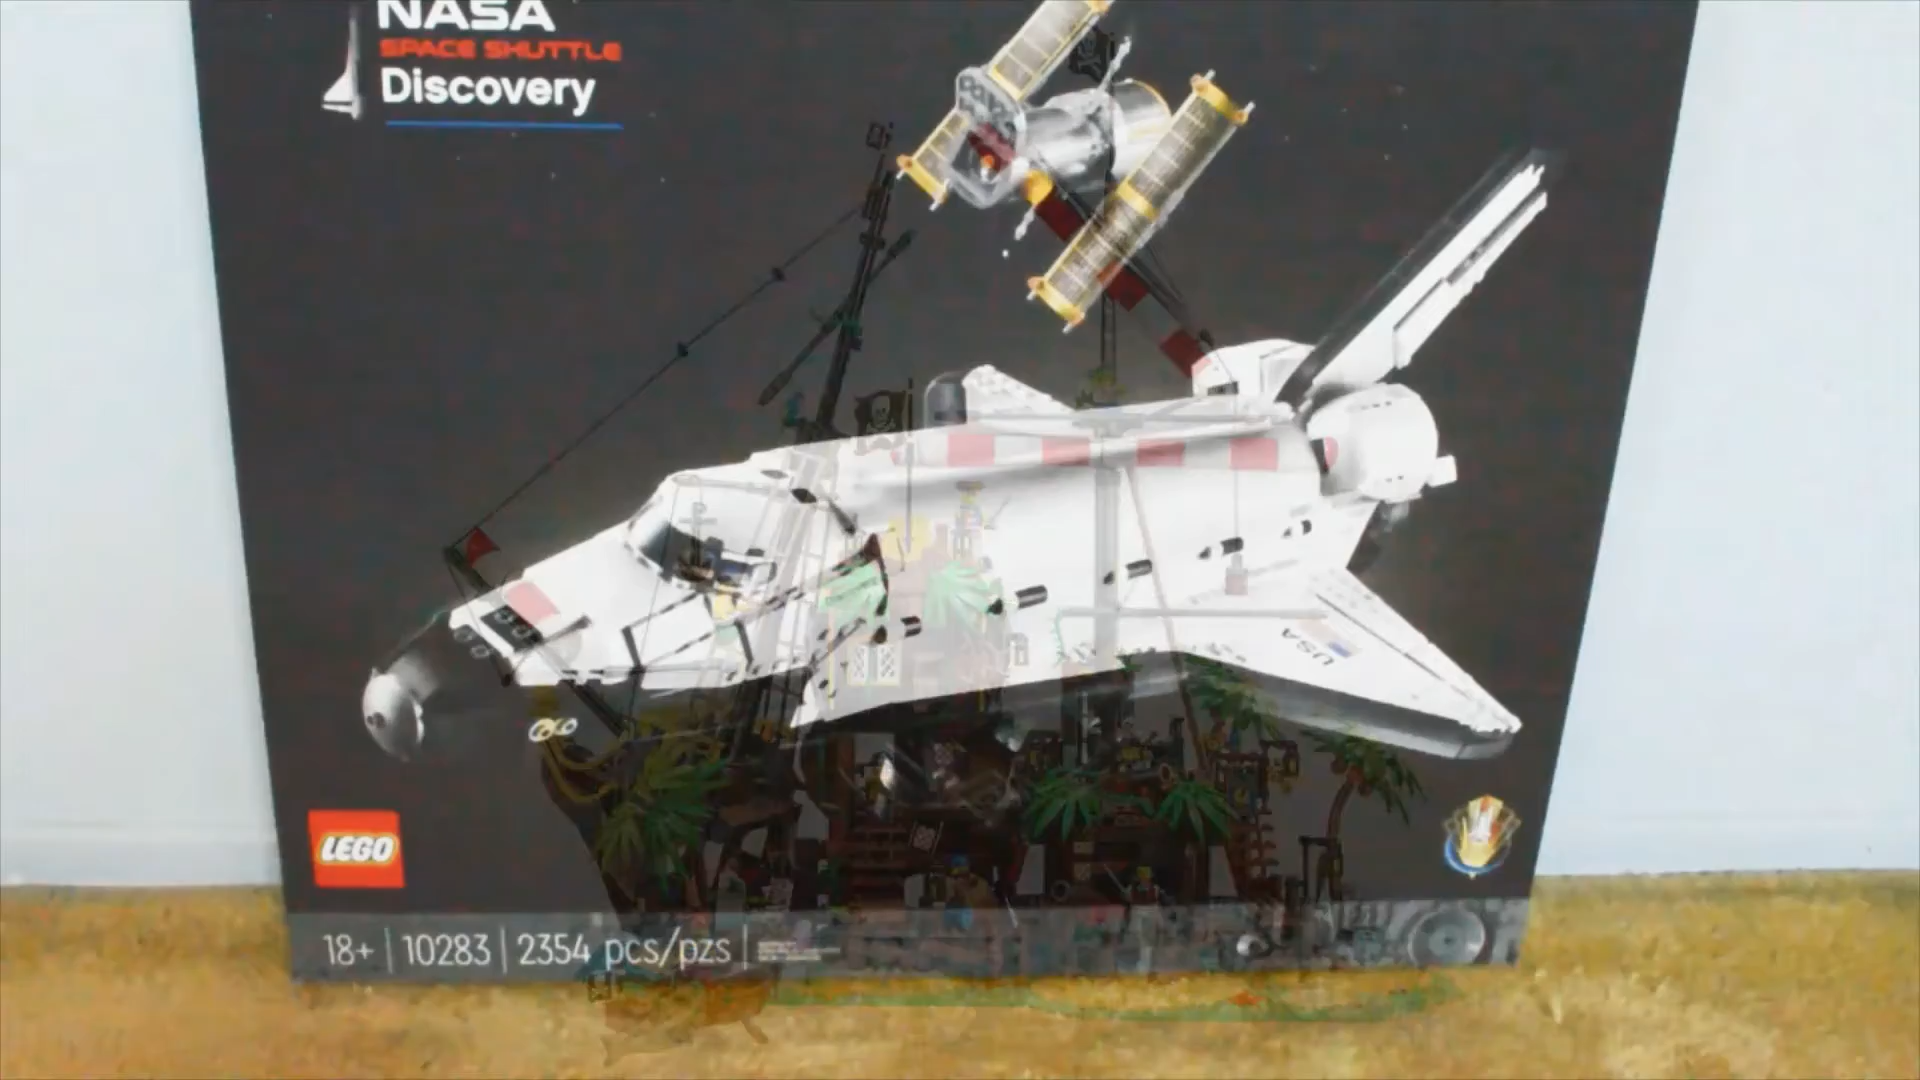 NASA
SPACE SHUTTLE
Discovery
USA
LEGO
18+ 10283 2354 pcs/pzs